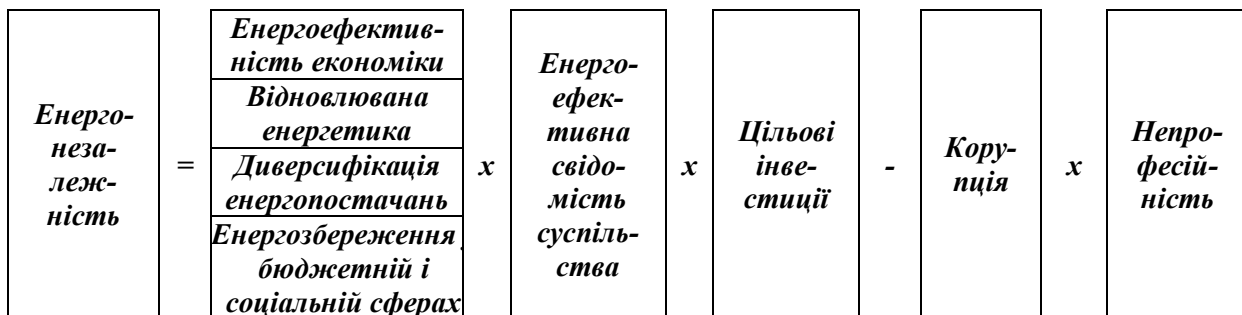 Енерго-
неза-
леж-
ність
=
Енергоефектив-
ність економіки
Відновлювана
енергетика
Диверсифікація
енергопостачань
Енергозбереження
бюджетній і
соціальній сферах
х
Енерго-
ефек-
тивна
свідо-
мість
суспіль-
ства
х
Цільові
інве-
стиції
-
Кору-
пція
х
Непро-
фесій-
ність